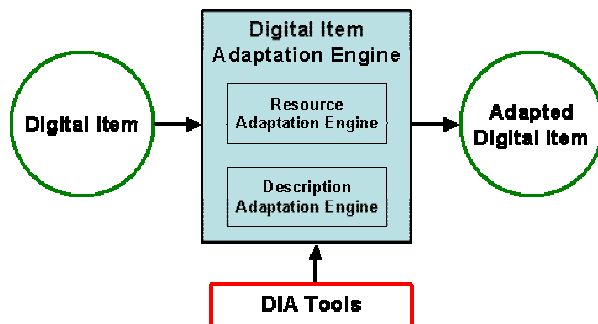 Digital Item
Adaptation Engine
Digital Item
Resource
Adaptation Engine
Adapted
Digital Item
Description
Adaptation Engine
DIA Tools